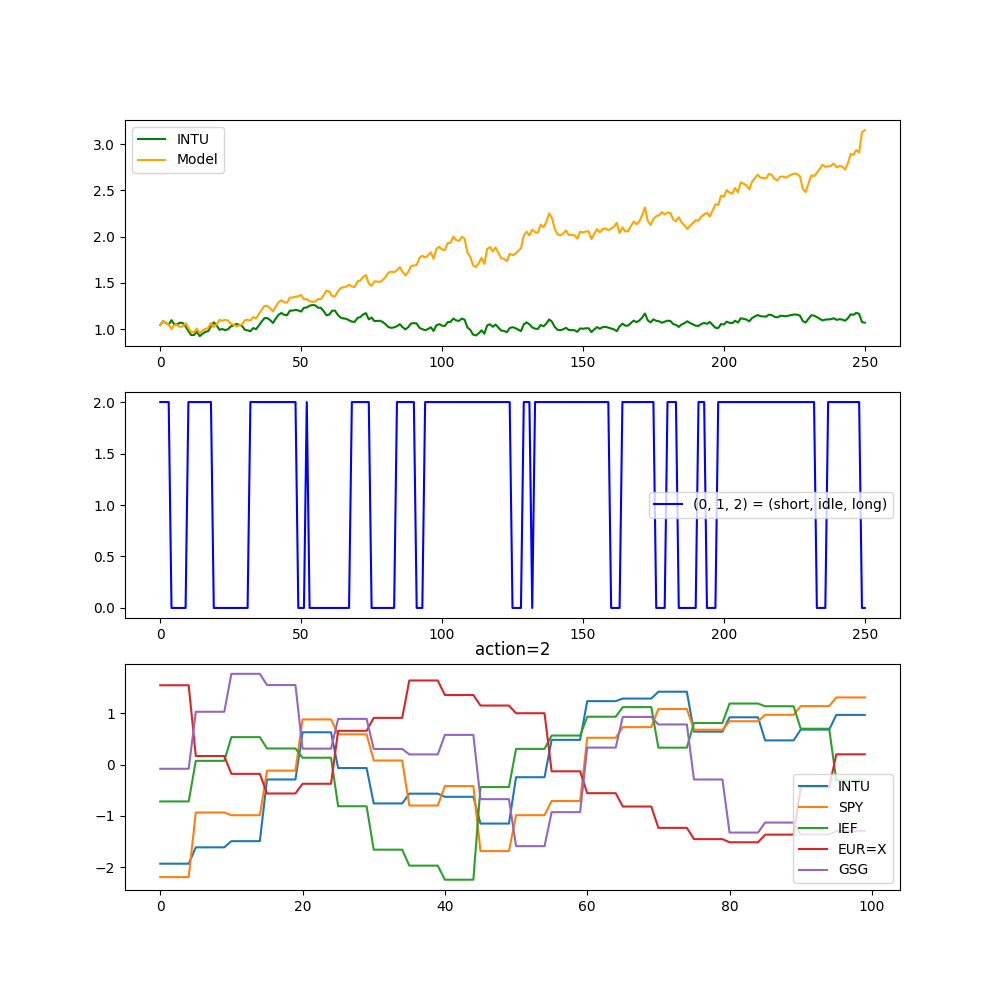 3.0
2.5
2.0
1.5
1.0
INTU
Model
0 50 100 150 200 250
2.0
1.5
1.0
0.5
0.0
(0, 1, 2) = (short, idle, long)
0 50 100 150 200 250
action=2
1
0
−1
−2
INTU
SPY
IEF
EUR=X
GSG
0 20 40 60 80 100